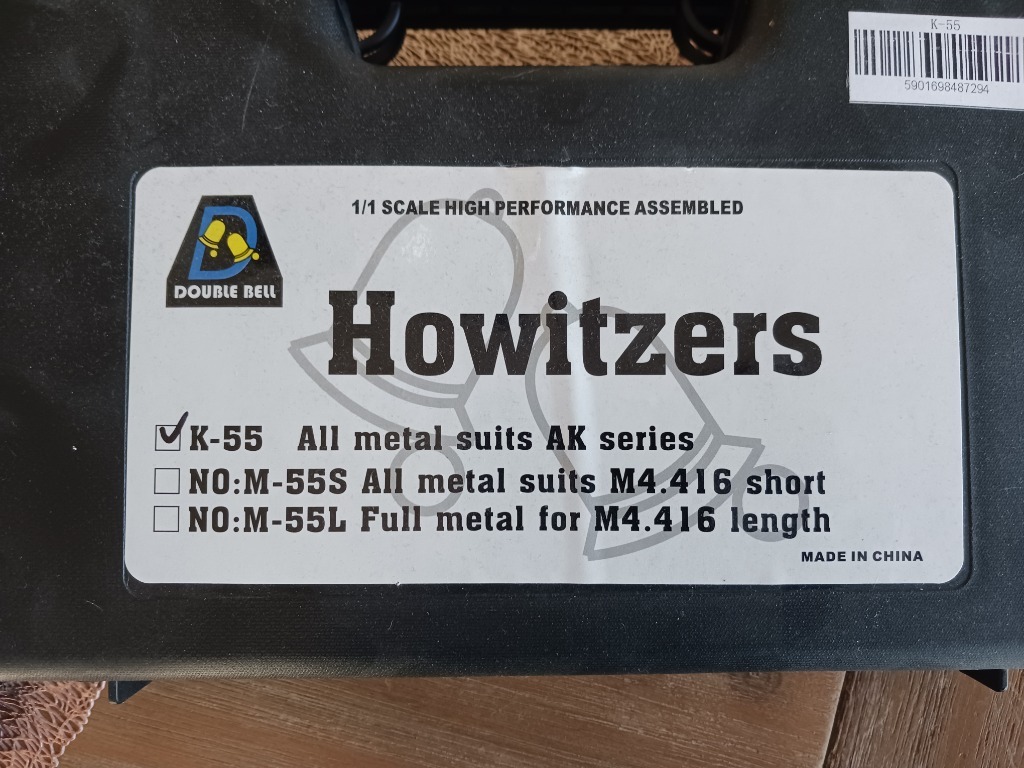 K-55
5901698487294
1/1 SCALE HIGH PERFORMANCE ASSEMBLED
D
DOUBLE BELL
Howitzers
K-55 All metal suits AK series
NO:M-55S All metal suits M4.416 short
NO:M-55L Full metal for M4.416 length
MADE IN CHINA